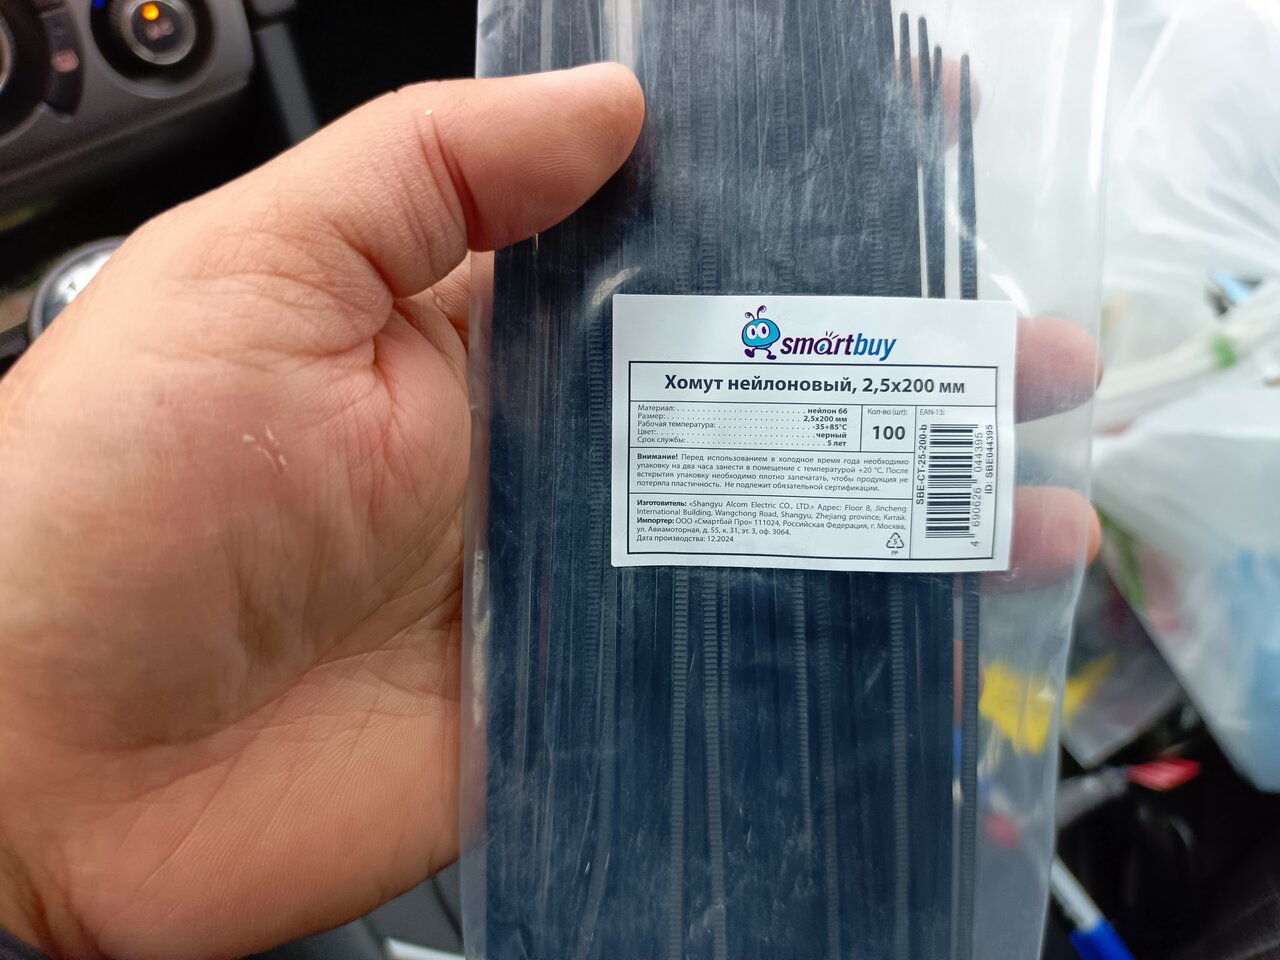 smartbuy
Хомут нейлоновый, 2,5x200 мм
Материал: нейлон 66
Размер: 2,5x200 мм
Рабочая температура: -35+85°C
Цвет: черный
Срок службы: 5 лет
Кол-во (шт):
100
EAN-13:
SBE-CT-25-200-b
4 690626 044395
ID: SBE044395
Внимание! Перед использованием в холодное время года необходимо
упаковку на два часа занести в помещение с температурой +20 °C. После
вскрытия упаковку необходимо плотно запечатать, чтобы продукция не
потеряла пластичность. Не подлежит обязательной сертификации.
Изготовитель: «Shangyu Alcom Electric CO., LTD.» Адрес: Floor 8, Jincheng
International Building, Wangchong Road, Shangyu, Zhejiang province, Китай.
Импортер: ООО «Смартбай Про» 111024, Российская Федерация, г. Москва,
ул. Авиамоторная, д. 55, к. 31, эт. 3, оф. 3064.
Дата производства: 12.2024
5
PP